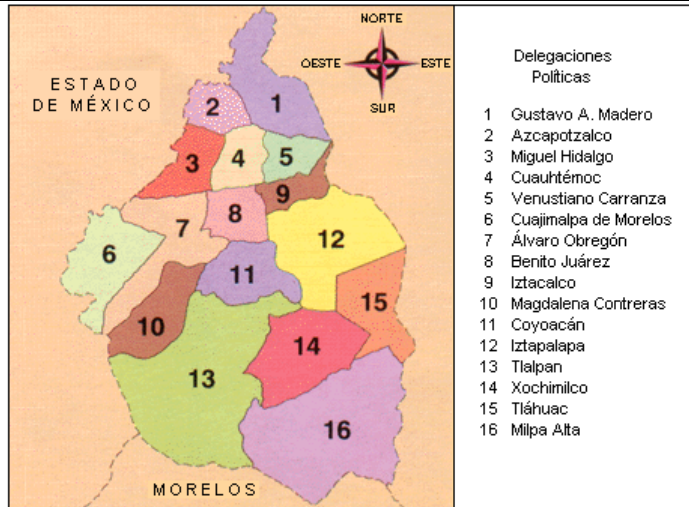 NORTE
OESTE
ESTE
SUR
ESTADO
DE MÉXICO
2
1
3
4
5
9
8
7
6
12
11
15
10
14
13
16
MORELOS
Delegaciones
Políticas
1 Gustavo A. Madero
2 Azcapotzalco
3 Miguel Hidalgo
4 Cuauhtémoc
5 Venustiano Carranza
6 Cuajimalpa de Morelos
7 Álvaro Obregón
8 Benito Juárez
9 Iztacalco
10 Magdalena Contreras
11 Coyoacán
12 Iztapalapa
13 Tlalpan
14 Xochimilco
15 Tláhuac
16 Milpa Alta